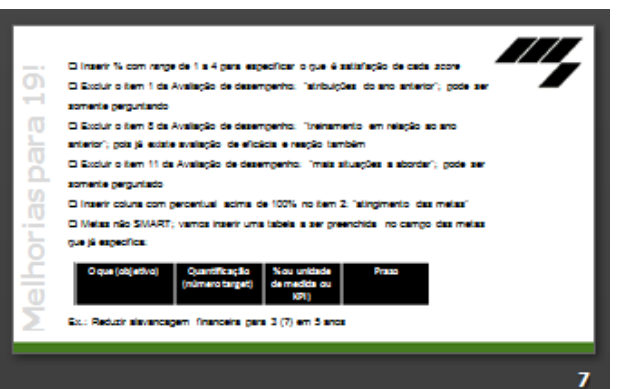 Melhorias para 19!
❑ Inserir % com range de 1 a 4 para especificar o que é satisfação de cada score
❑ Excluir o item 1 da Avaliação de desempenho: "atribuições do ano anterior"; pode ser
somente perguntando
❑ Excluir o item 8 da Avaliação de desempenho: "treinamento em relação ao ano
anterior"; pois já existe avaliação de eficácia e reação também
❑ Excluir o item 11 da Avaliação de desempenho: "mais situações a abordar"; pode ser
somente perguntado
❑ Inserir coluna com percentual acima de 100% no item 2: "atingimento das metas"
❑ Metas não SMART; vamos inserir uma tabela a ser preenchida no campo das metas
que já especifica:
O que (objetivo) Quantificação (número target) % ou unidade de medida ou KPI) Prazo
Ex.: Reduzir alavancagem financeira para 3 (?) em 5 anos
7